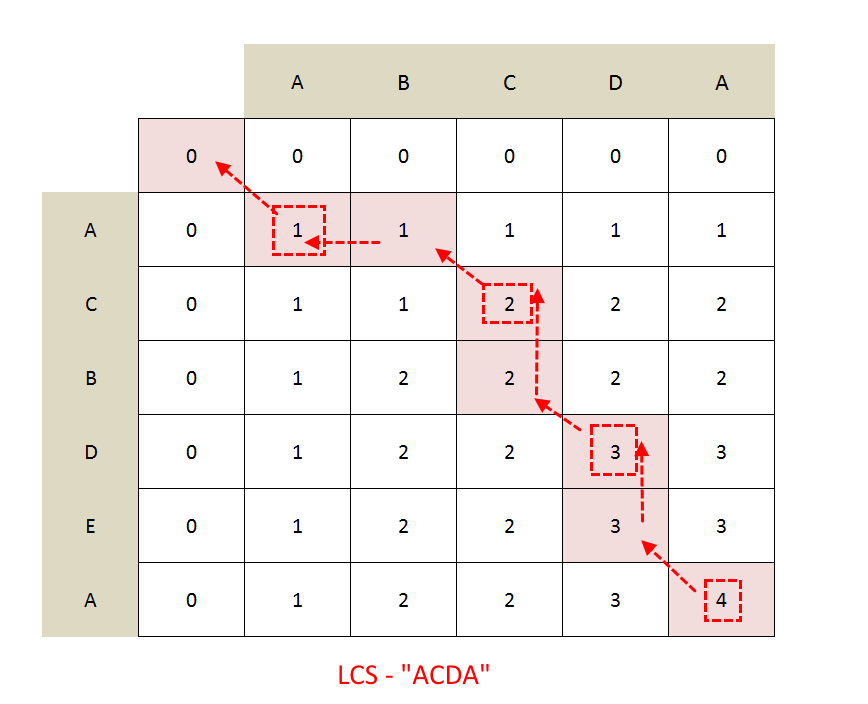 A B C D A
0 0 0 0 0 0
A 0 1 1 1 1 1
C 0 1 1 2 2 2
B 0 1 2 2 2 2
D 0 1 2 2 3 3
E 0 1 2 2 3 3
A 0 1 2 2 3 4
LCS - "ACDA"